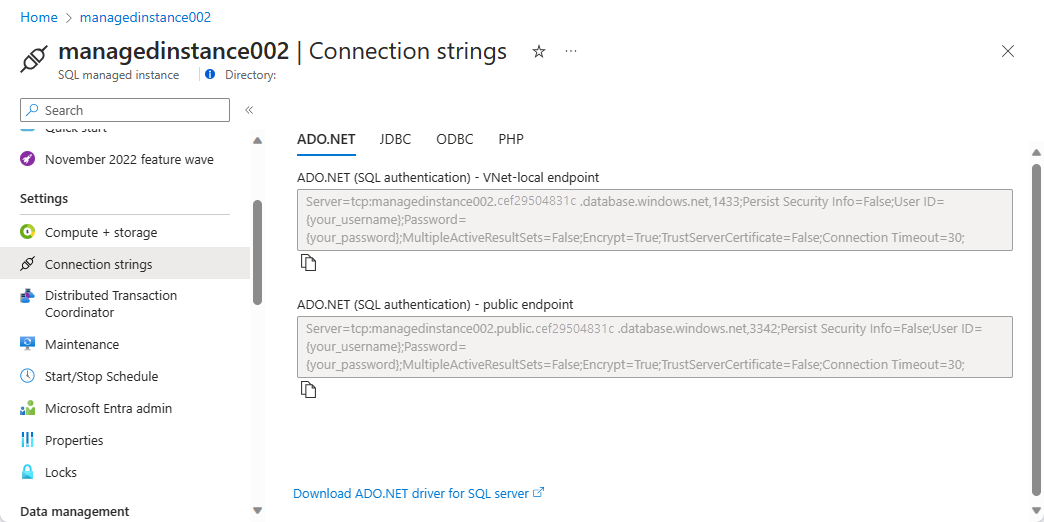 Home > managedinstance002
managedinstance002 | Connection strings
SQL managed instance
Directory:
Search
Quick start
November 2022 feature wave
Settings
Compute + storage
Connection strings
Distributed Transaction
Coordinator
Maintenance
Start/Stop Schedule
Microsoft Entra admin
Properties
Locks
Data management
ADO.NET JDBC ODBC PHP
ADO.NET (SQL authentication) - VNet-local endpoint
Server=tcp:managedinstance002.cef29504831c .database.windows.net,1433;Persist Security Info=False;User ID=
{your_username};Password=
{your_password};MultipleActiveResultSets=False;Encrypt=True;TrustServerCertificate=False;Connection Timeout=30;
ADO.NET (SQL authentication) - public endpoint
Server=tcp:managedinstance002.public.cef29504831c .database.windows.net,3342;Persist Security Info=False;User ID=
{your_username};Password=
{your_password};MultipleActiveResultSets=False;Encrypt=True;TrustServerCertificate=False;Connection Timeout=30;
Download ADO.NET driver for SQL server